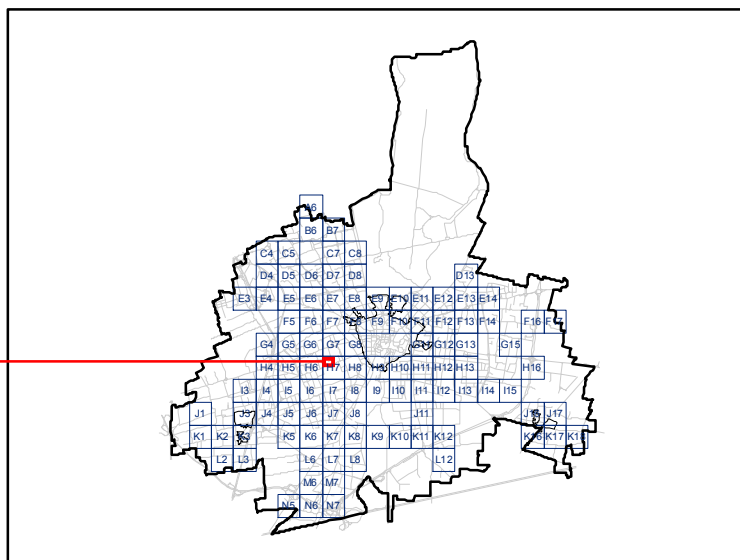 A6
B6 B7
C4 C5 C7 C8
D4 D5 D6 D7 D8 D13
E3 E4 E5 E6 E7 E8 E9 E10 E11 E12 E13 E14
F5 F6 F7 F8 F9 F10 F11 F12 F13 F14 F16 F17
G4 G5 G6 G7 G8 G12 G13 G15
H4 H5 H6 H7 H8 H9 H10 H11 H12 H13 H16
I3 I4 I5 I6 I7 I8 I9 I10 I11 I12 I13 I14 I15
J1 J3 J4 J5 J6 J7 J8 J11 J17
K1 K2 K5 K6 K7 K8 K9 K10 K11 K12 K16 K17 K18
L2 L3 L6 L7 L8 L12
M6 M7
N5 N6 N7